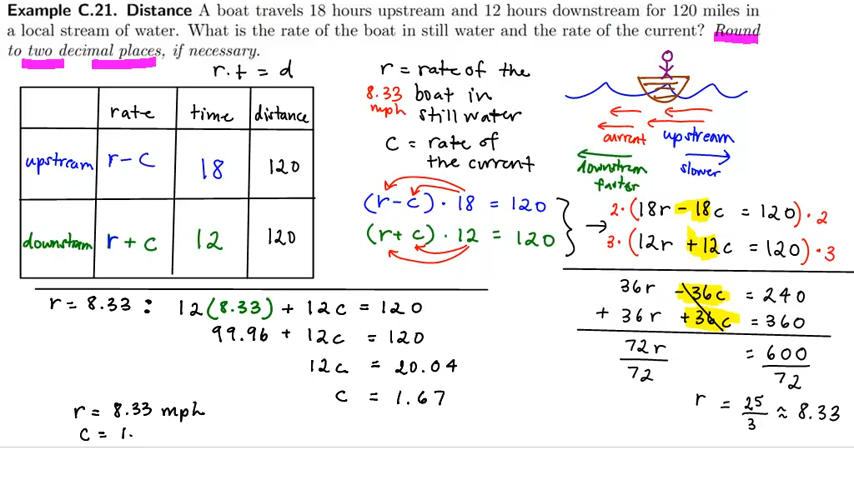 Example C.21. Distance A boat travels 18 hours upstream and 12 hours downstream for 120 miles in
a local stream of water. What is the rate of the boat in still water and the rate of the current? Round
to two decimal places, if necessary.
r.t = d
rate time distance
upstream r-c 18 120
downstam r+c 12 120
r = rate of the
8.33 mph boat in
still water
c = rate of
the current
current upstream
downstream faster slower
(r-c)·18 = 120
(r+c)·12 = 120
2·(18r -18c = 120)·2
3·(12r +12c = 120)·3
36r -36c = 240
+ 36r +36c = 360
72r = 600
72 72
r = 25/3 ≈ 8.33
r = 8.33 : 12(8.33) + 12c = 120
99.96 + 12c = 120
12c = 20.04
c = 1.67
r = 8.33 mph
c = 1.